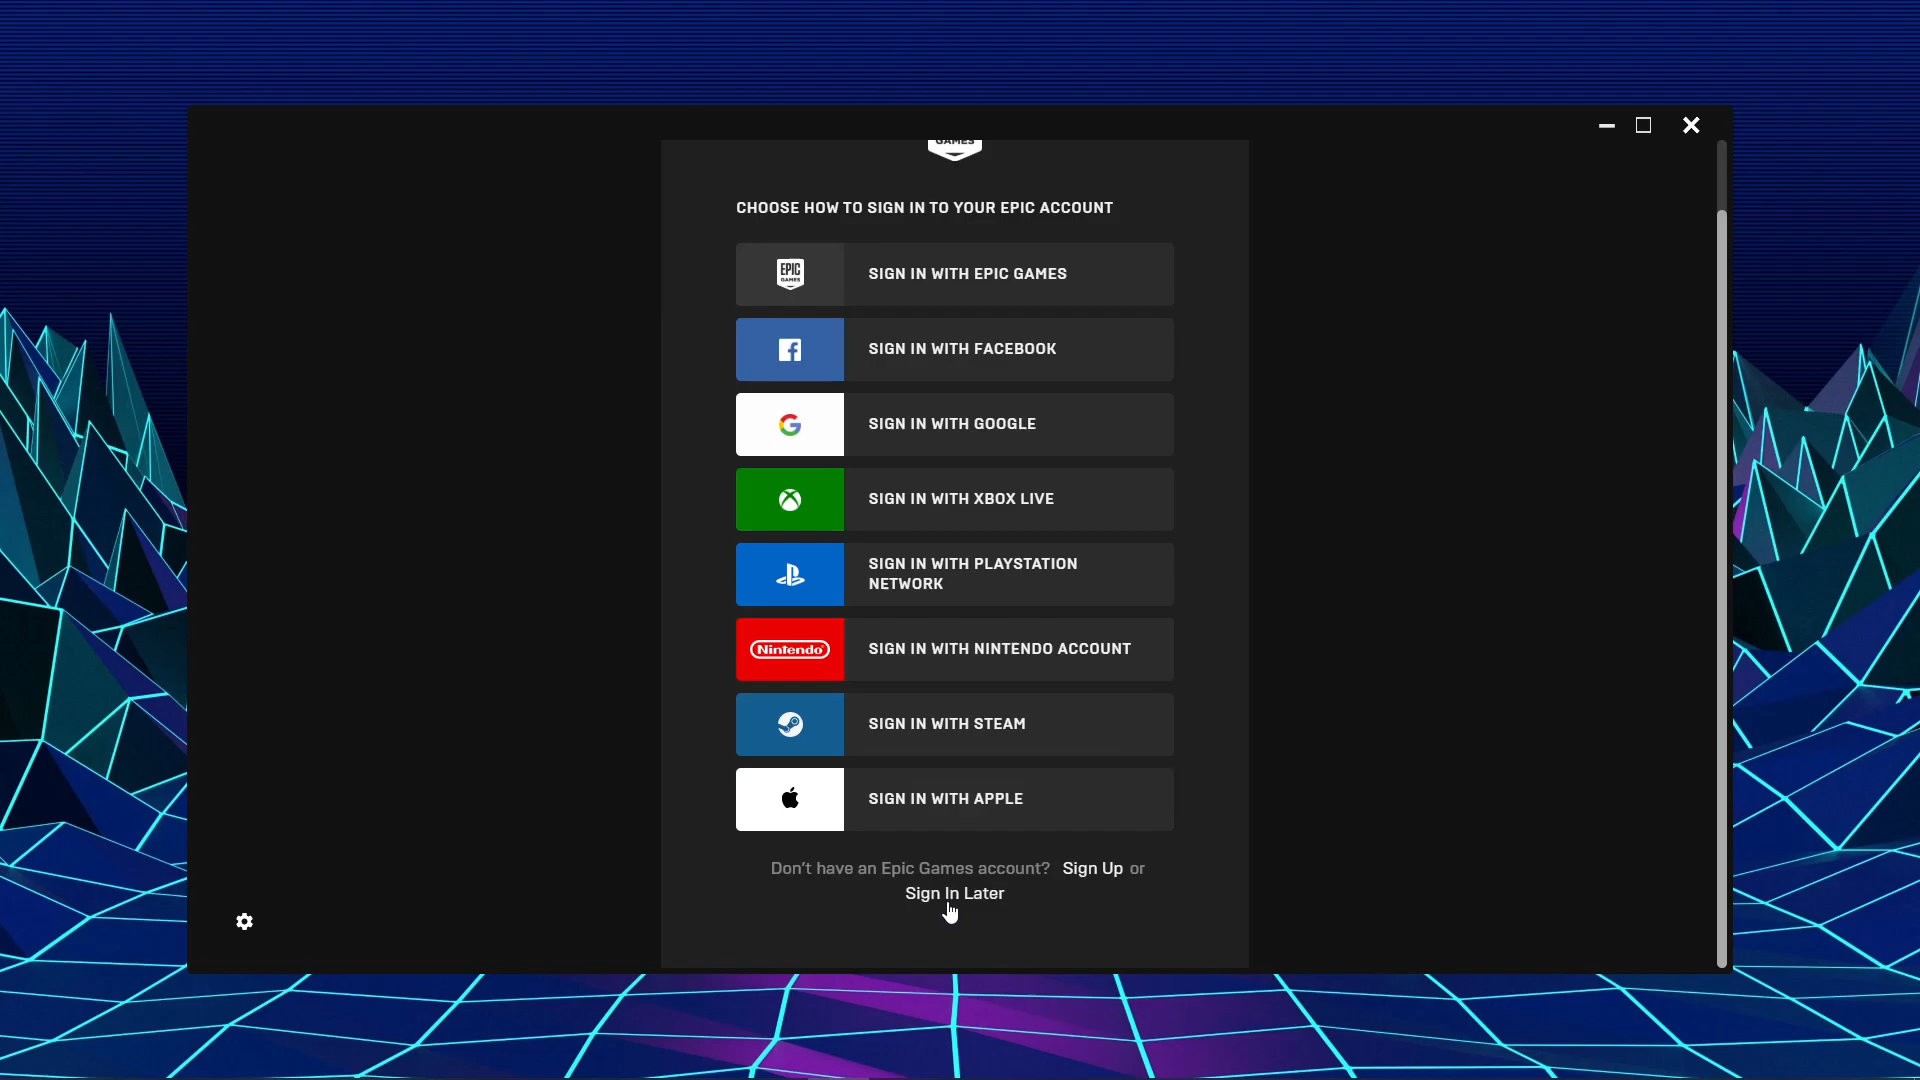 GAMES
CHOOSE HOW TO SIGN IN TO YOUR EPIC ACCOUNT
EPIC
GAMES
SIGN IN WITH EPIC GAMES
SIGN IN WITH FACEBOOK
SIGN IN WITH GOOGLE
SIGN IN WITH XBOX LIVE
SIGN IN WITH PLAYSTATION
NETWORK
Nintendo
SIGN IN WITH NINTENDO ACCOUNT
SIGN IN WITH STEAM
SIGN IN WITH APPLE
Don't have an Epic Games account? Sign Up or
Sign In Later